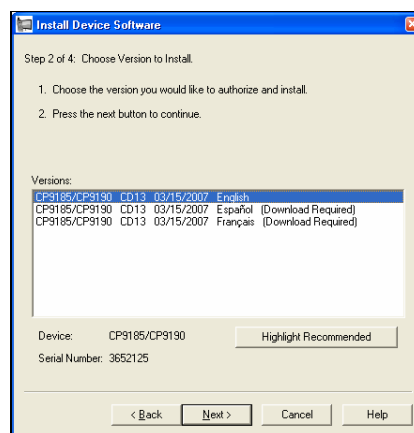 Install Device Software
Step 2 of 4: Choose Version to Install.
1. Choose the version you would like to authorize and install.
2. Press the next button to continue.
Versions:
CP9185/CP9190 CD13 03/15/2007 English
CP9185/CP9190 CD13 03/15/2007 Español (Download Required)
CP9185/CP9190 CD13 03/15/2007 Français (Download Required)
Device: CP9185/CP9190 Highlight Recommended
Serial Number: 3652125
< Back Next > Cancel Help